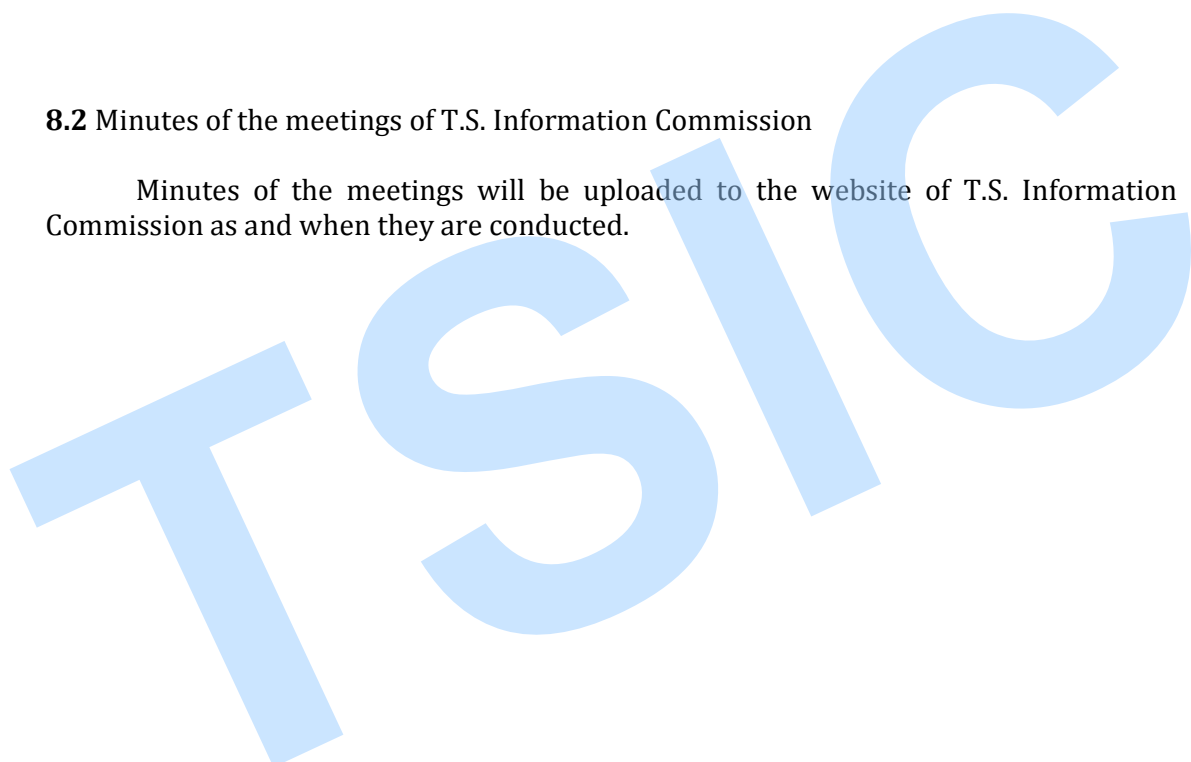 8.2 Minutes of the meetings of T.S. Information Commission
Minutes of the meetings will be uploaded to the website of T.S. Information
Commission as and when they are conducted.
TSIC